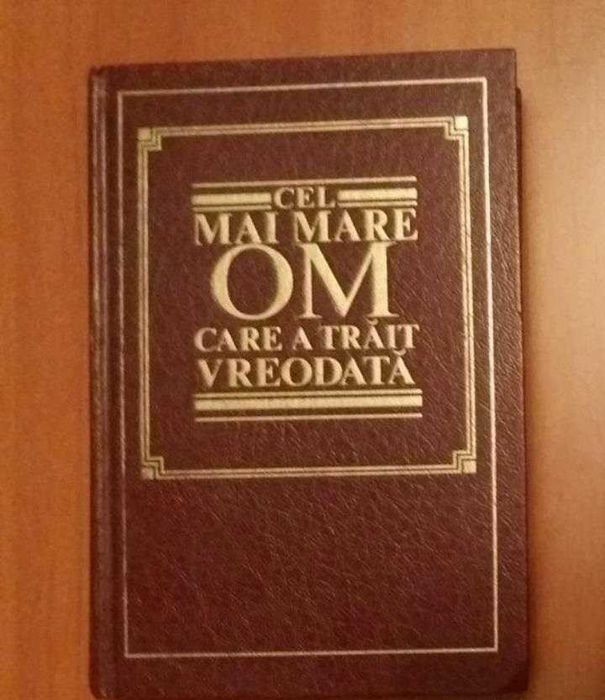 CEL
MAI MARE
OM
CARE A TRĂIT
VREODATĂ